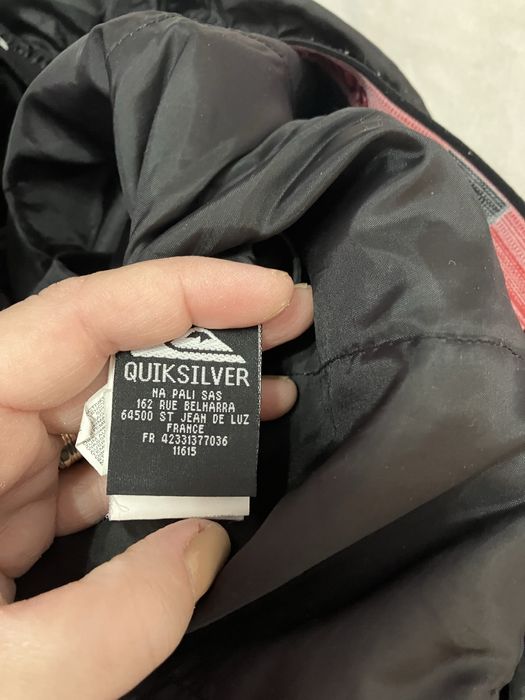 QUIKSILVER
NA PALI SAS
162 RUE BELHARRA
64500 ST JEAN DE LUZ
FRANCE
FR 42331377036
11615